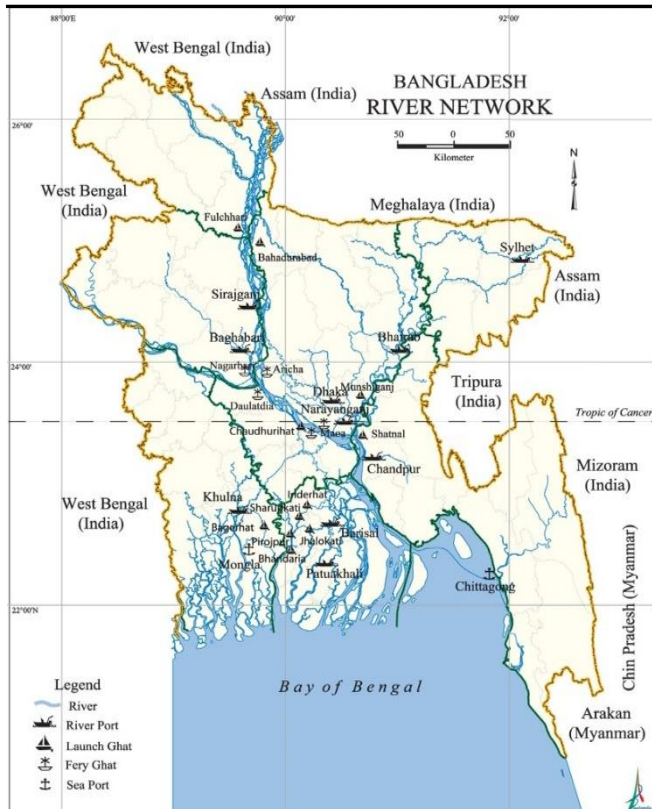 88°00'E
90°00'
92°00'
West Bengal (India)
Assam (India)
BANGLADESH
RIVER NETWORK
26°00'
50
0
50
Kilometer
N
West Bengal
(India)
Meghalaya (India)
Fulchhari
Bahadurabad
Sylhet
Assam
(India)
Sirajganj
Baghabari
Bhairab
24°00'
Nagarbari
Aricha
Tripura
(India)
Daulatdia
Dhaka
Munshiganj
Narayanganj
Tropic of Cancer
Chaudhurihat
Maea
Shatnal
Chandpur
Mizoram
(India)
West Bengal
(India)
Khulna
Inderhat
Sharupkati
Bagerhat
Barisal
Pirojpur
Jhalokati
Mongla
Bhandaria
Patuakhali
Chittagong
22°00'N
Chin Pradesh (Myanmar)
Bay of Bengal
Arakan
(Myanmar)
Legend
River
River Port
Launch Ghat
Fery Ghat
Sea Port